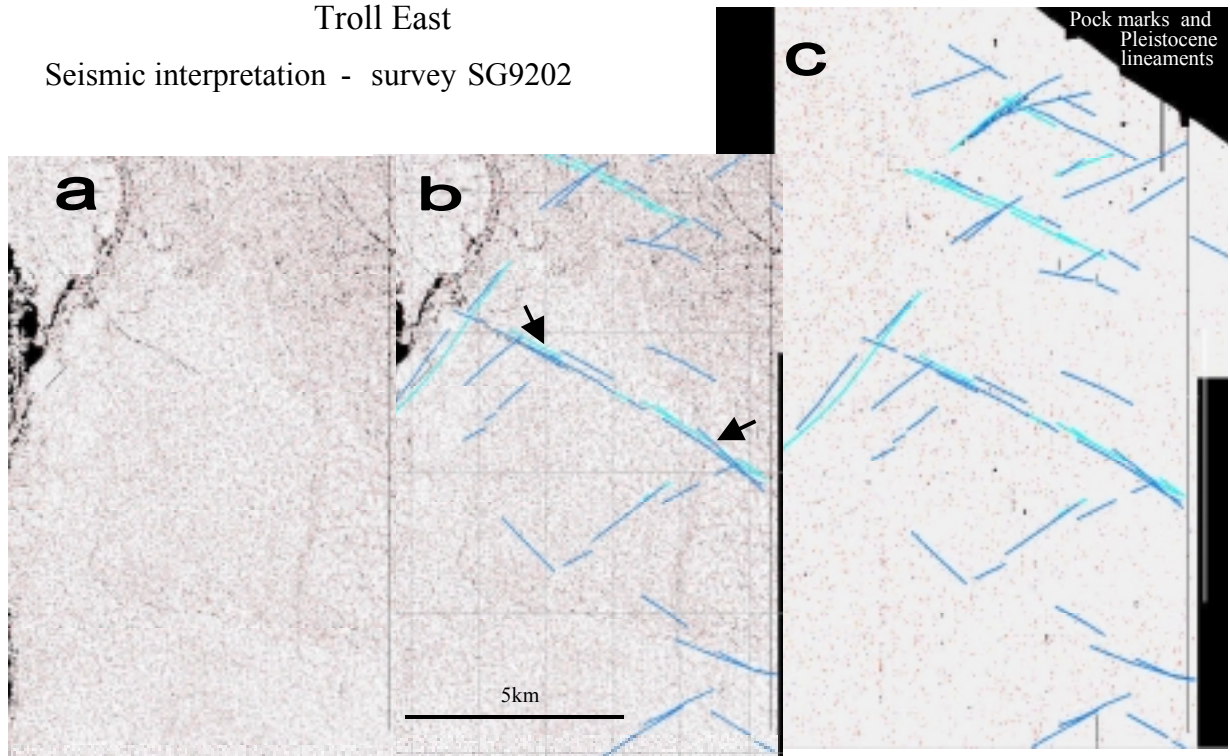 Troll East
Seismic interpretation - survey SG9202
Pock marks and
Pleistocene
lineaments
a
b
c
5km